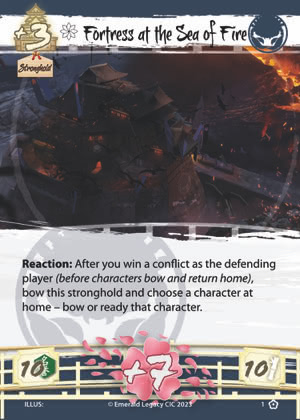 +3
Fortress at the Sea of Fire
Stronghold
Reaction: After you win a conflict as the defending
player (before characters bow and return home),
bow this stronghold and choose a character at
home – bow or ready that character.
10
+7
10
ILLUS:
© Emerald Legacy CIC 2023
1